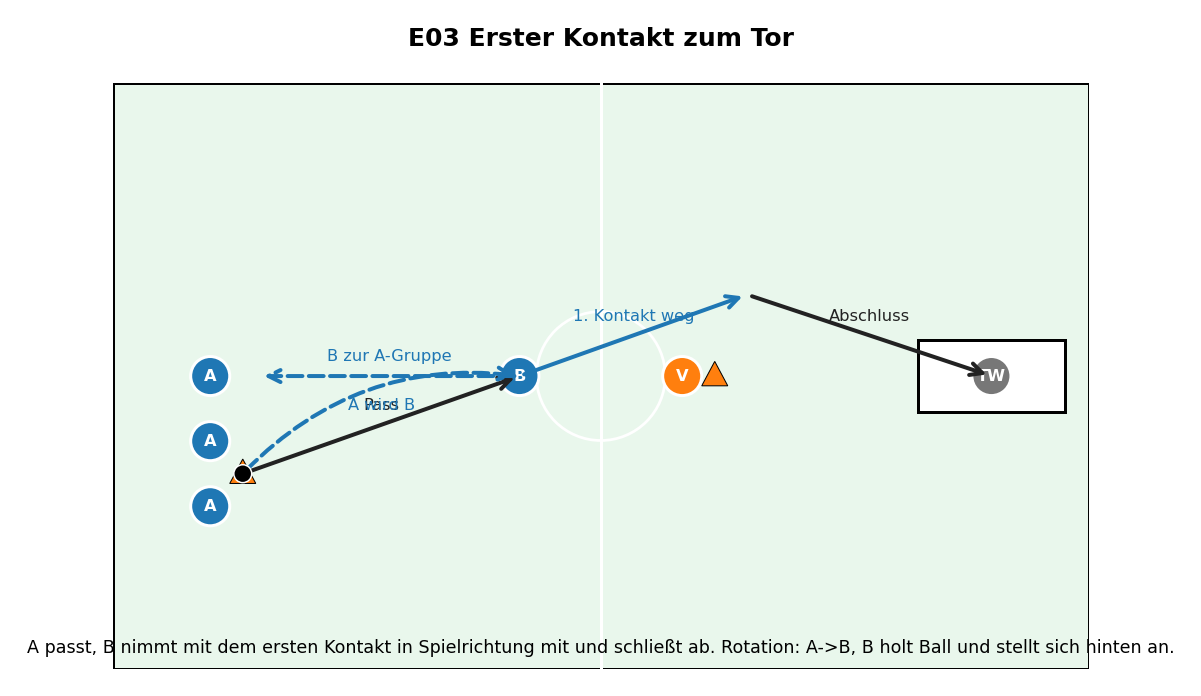 E03 Erster Kontakt zum Tor
1. Kontakt weg
Abschluss
B zur A-Gruppe
A
B
V
TW
A wird B
Pass
A
A
A passt, B nimmt mit dem ersten Kontakt in Spielrichtung mit und schließt ab. Rotation: A->B, B holt Ball und stellt sich hinten an.